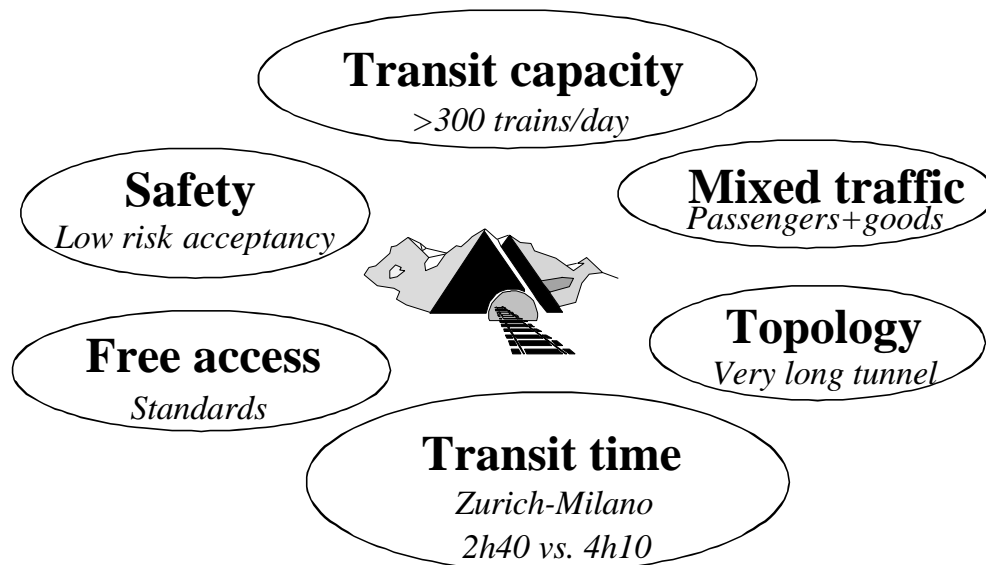 Transit capacity
>300 trains/day
Safety
Low risk acceptancy
Mixed traffic
Passengers+goods
Free access
Standards
Topology
Very long tunnel
Transit time
Zurich-Milano
2h40 vs. 4h10